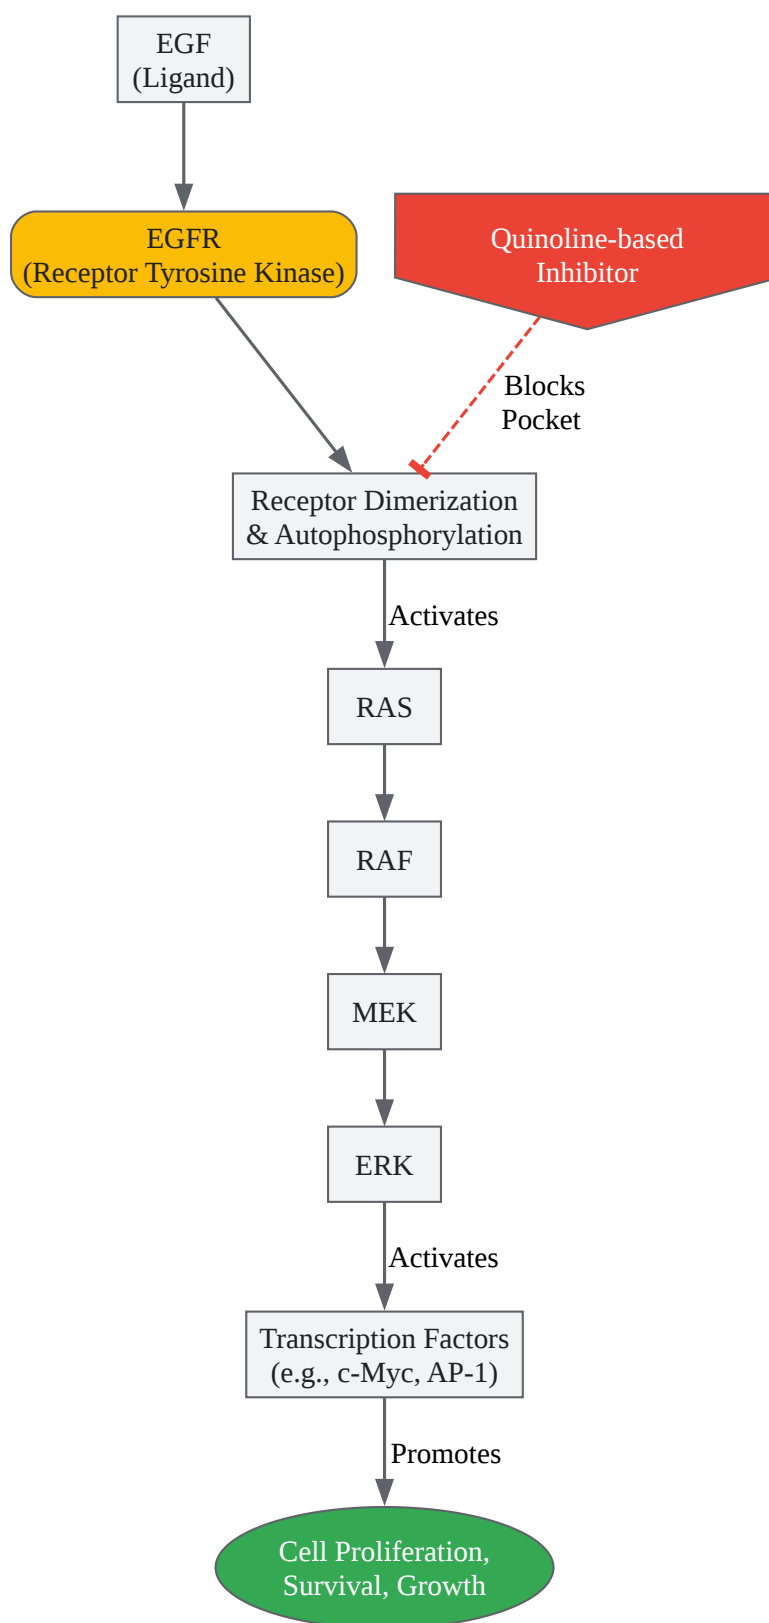 EGF
(Ligand)
EGFR
(Receptor Tyrosine Kinase)
Quinoline-based
Inhibitor
Blocks
Pocket
Receptor Dimerization
& Autophosphorylation
Activates
RAS
RAF
MEK
ERK
Activates
Transcription Factors
(e.g., c-Myc, AP-1)
Promotes
Cell Proliferation,
Survival, Growth